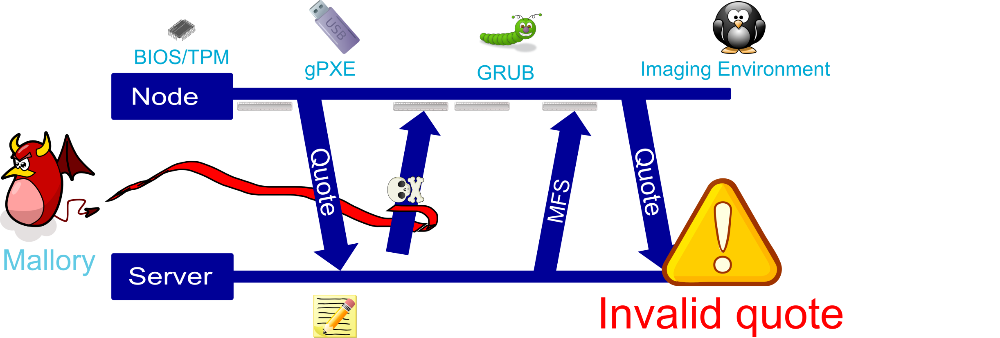 USB
BIOS/TPM
gPXE
GRUB
Imaging Environment
Node
Quote
MFS
Quote
Mallory
Server
Invalid quote